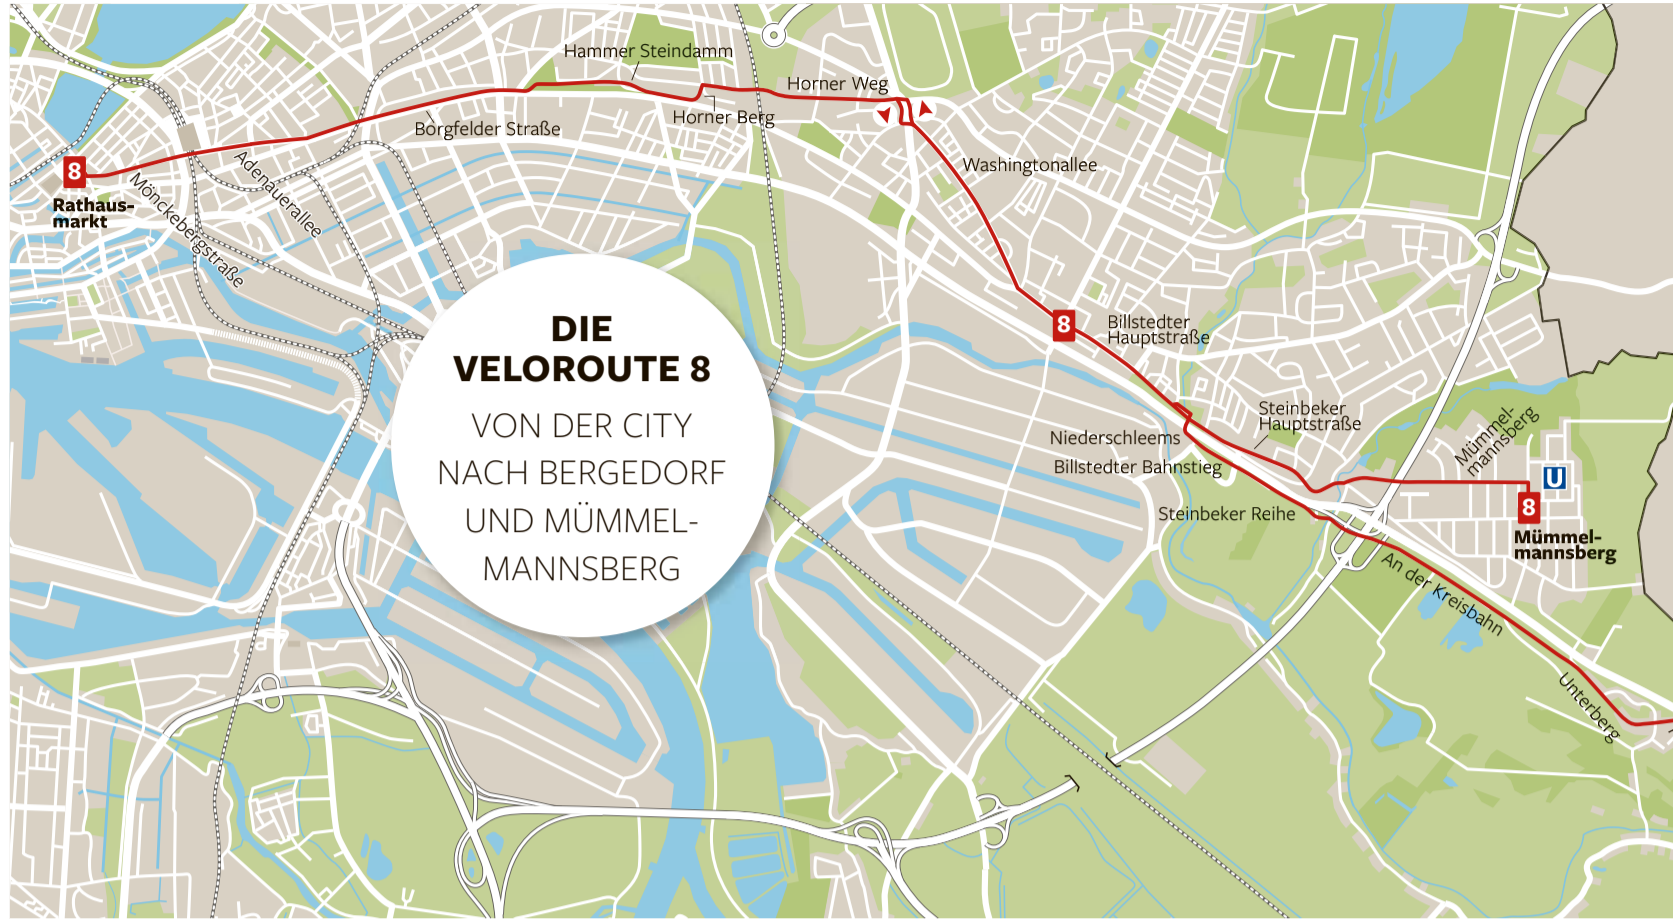 Hammer Steindamm
Horner Weg
Horner Berg
Borgfelder Straße
8
Rathaus-
markt
Mönckebergstraße
Adenauerallee
Washingtonallee
DIE
VELOROUTE 8
VON DER CITY
NACH BERGEDORF
UND MÜMMEL-
MANNSBERG
8
Billstedter
Hauptstraße
Steinbeker
Hauptstraße
Niederschleems
Billstedter Bahnstieg
Steinbeker Reihe
Mümmel-
mannsberg
U
8
Mümmel-
mannsberg
An der Kreisbahn
Unterberg